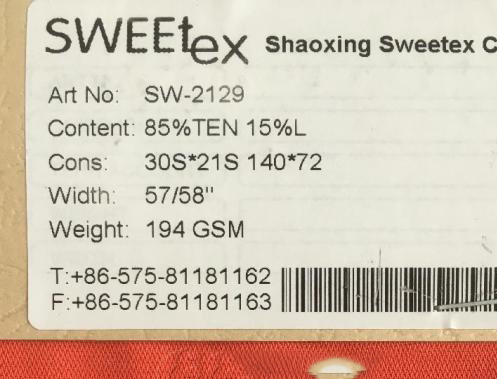 SWEEtex Shaoxing Sweetex C
Art No: SW-2129
Content: 85%TEN 15%L
Cons: 30S*21S 140*72
Width: 57/58"
Weight: 194 GSM
T:+86-575-81181162
F:+86-575-81181163